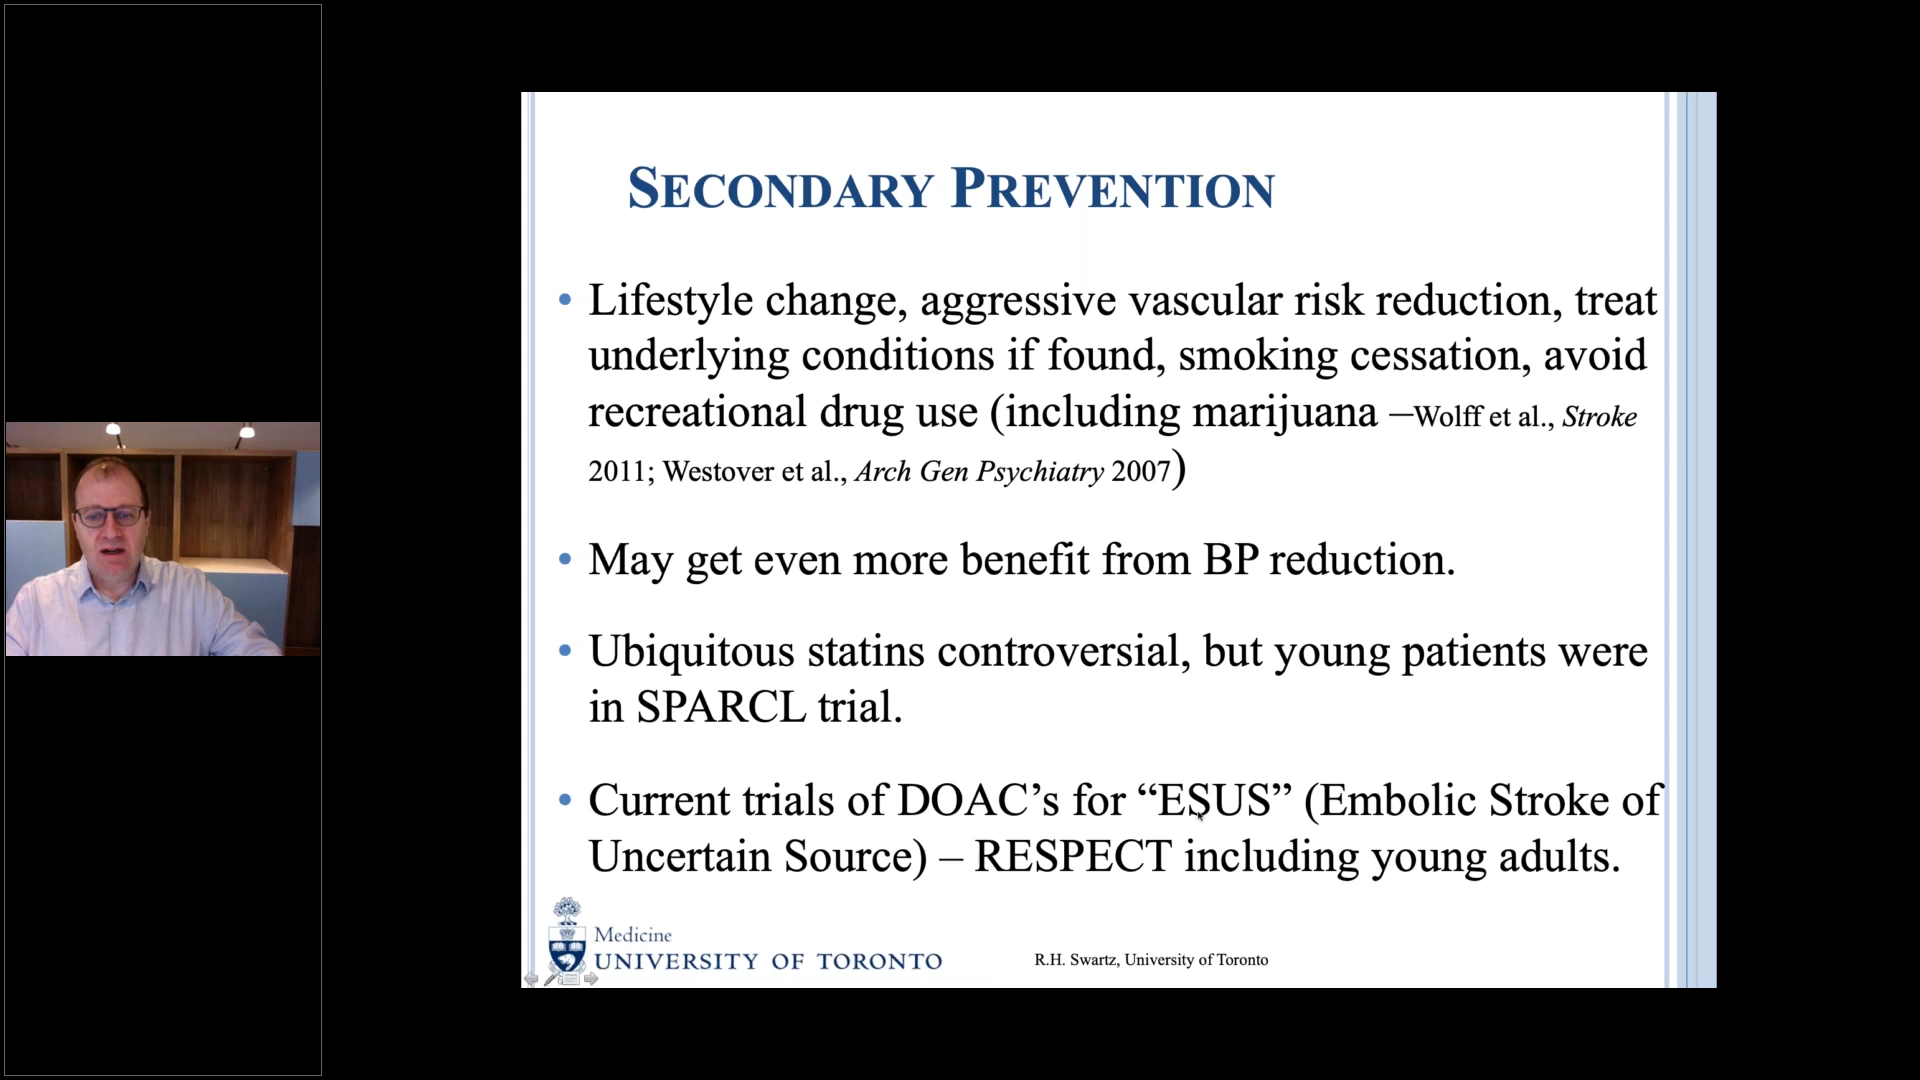 SECONDARY PREVENTION
• Lifestyle change, aggressive vascular risk reduction, treat
underlying conditions if found, smoking cessation, avoid
recreational drug use (including marijuana –Wolff et al., Stroke
2011; Westover et al., Arch Gen Psychiatry 2007)
• May get even more benefit from BP reduction.
• Ubiquitous statins controversial, but young patients were
in SPARCL trial.
• Current trials of DOAC’s for “ESUS” (Embolic Stroke of
Uncertain Source) – RESPECT including young adults.
Medicine
UNIVERSITY OF TORONTO
R.H. Swartz, University of Toronto